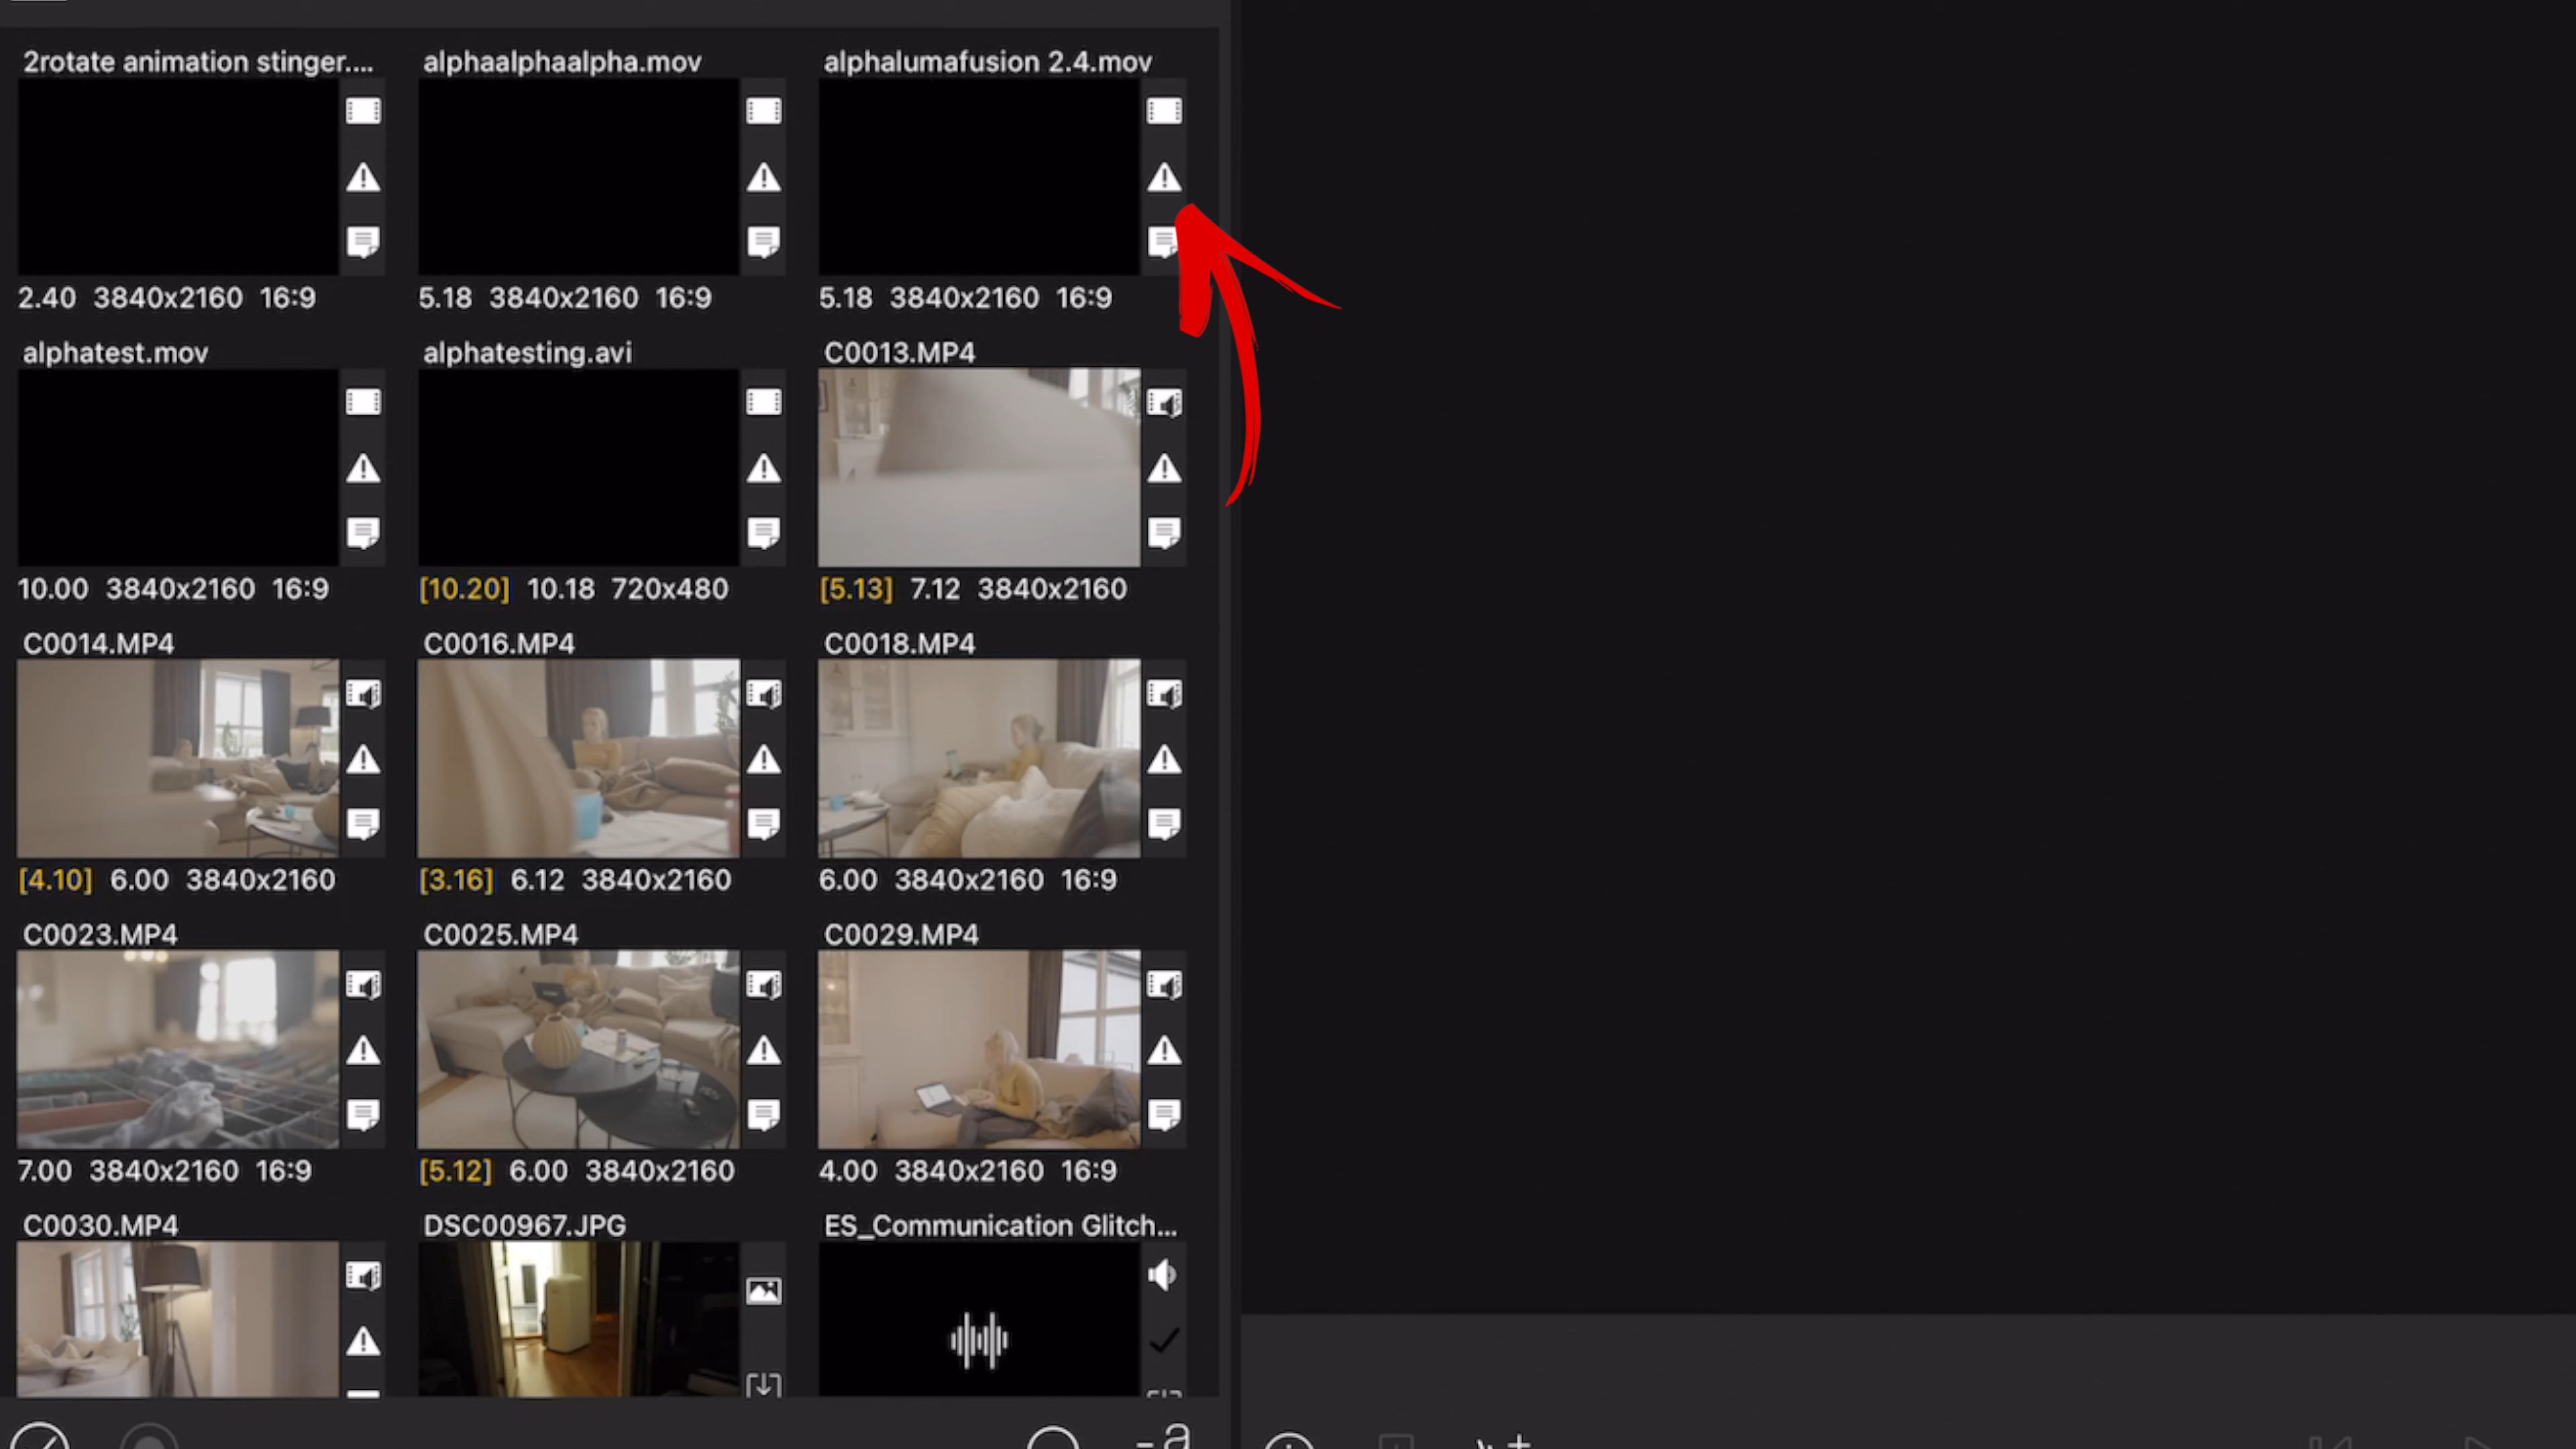 2rotate animation stinger....
alphaalphaalpha.mov
alphalumafusion 2.4.mov
2.40 3840x2160 16:9
5.18 3840x2160 16:9
5.18 3840x2160 16:9
alphatest.mov
alphatesting.avi
C0013.MP4
10.00 3840x2160 16:9
[10.20] 10.18 720x480
[5.13] 7.12 3840x2160
C0014.MP4
C0016.MP4
C0018.MP4
[4.10] 6.00 3840x2160
[3.16] 6.12 3840x2160
6.00 3840x2160 16:9
C0023.MP4
C0025.MP4
C0029.MP4
7.00 3840x2160 16:9
[5.12] 6.00 3840x2160
4.00 3840x2160 16:9
C0030.MP4
DSC00967.JPG
ES_Communication Glitch...